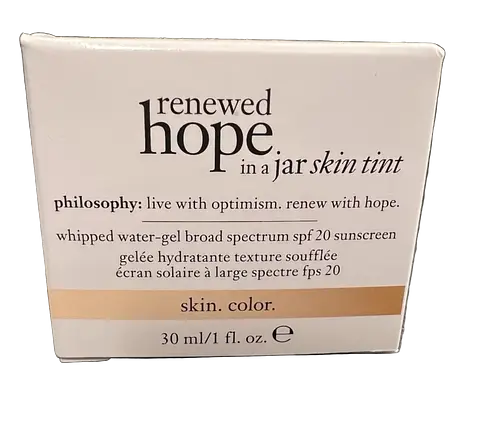 renewed
hope
in a jar skin tint
philosophy: live with optimism. renew with hope.
whipped water-gel broad spectrum spf 20 sunscreen
gelée hydratante texture soufflée
écran solaire à large spectre fps 20
skin. color.
30 ml/1 fl. oz. ℮